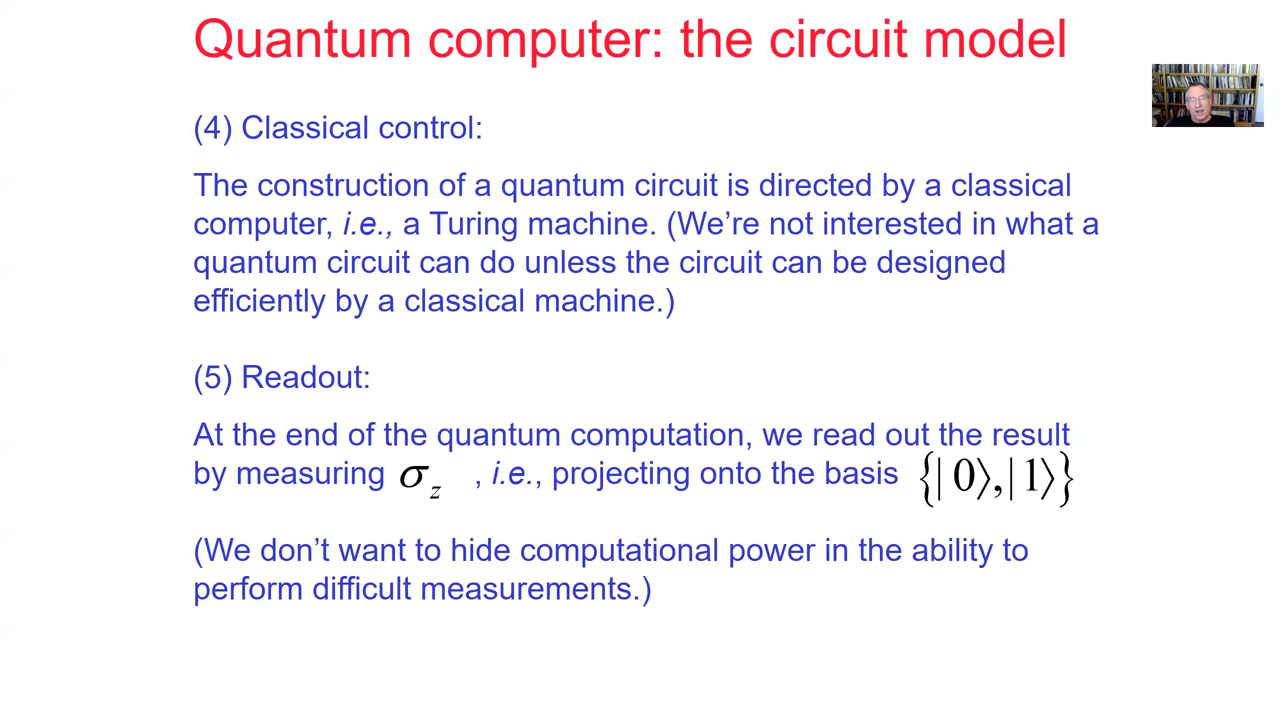 Quantum computer: the circuit model
(4) Classical control:
The construction of a quantum circuit is directed by a classical
computer, i.e., a Turing machine. (We’re not interested in what a
quantum circuit can do unless the circuit can be designed
efficiently by a classical machine.)
(5) Readout:
At the end of the quantum computation, we read out the result
by measuring σz , i.e., projecting onto the basis {|0⟩,|1⟩}
(We don’t want to hide computational power in the ability to
perform difficult measurements.)